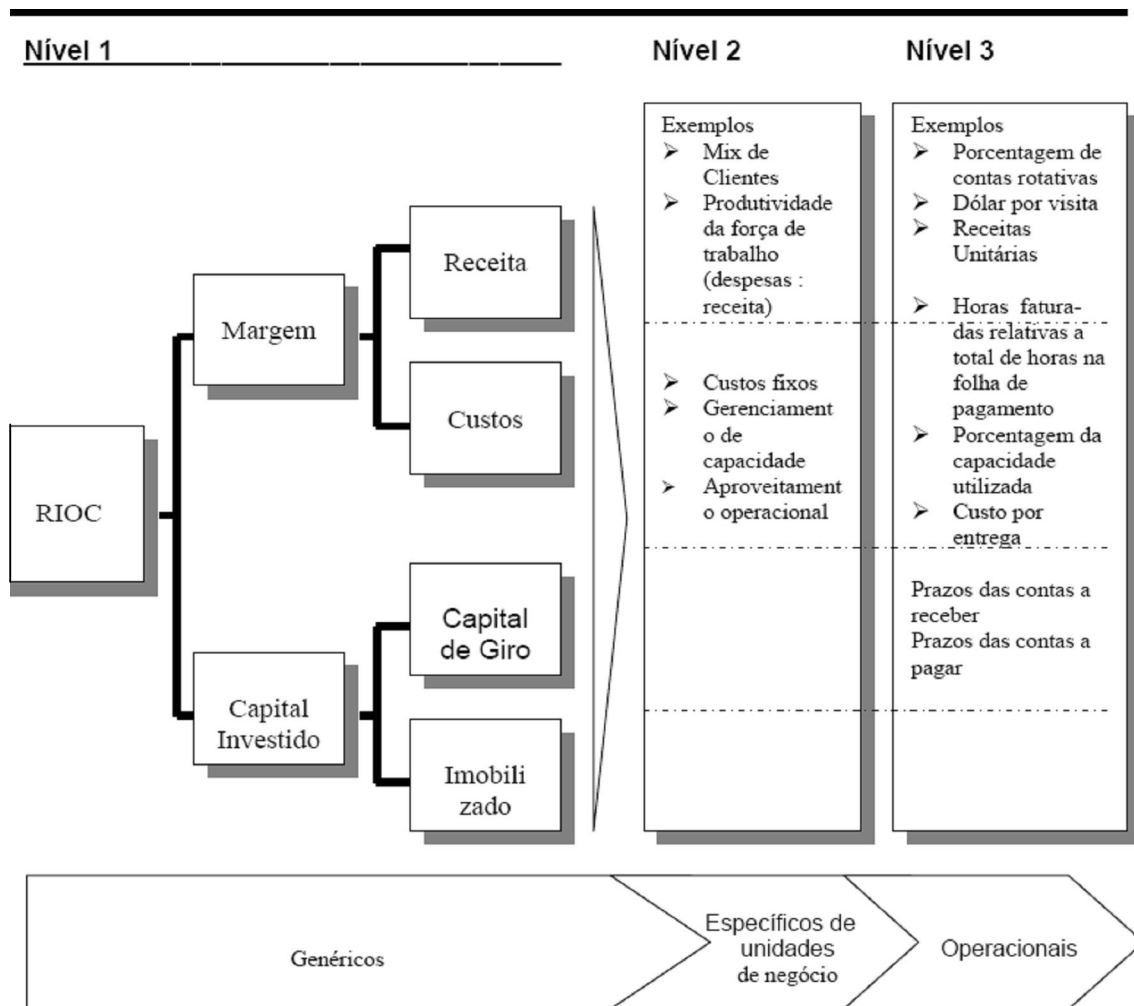 Nível 1
Nível 2
Nível 3
RIOC
Margem
Capital
Investido
Receita
Custos
Capital
de Giro
Imobili
zado
Exemplos
➢ Mix de
Clientes
➢ Produtividade
da força de
trabalho
(despesas :
receita)
➢ Custos fixos
➢ Gerenciament
o de
capacidade
➢ Aproveitament
o operacional
Exemplos
➢ Porcentagem de
contas rotativas
➢ Dólar por visita
➢ Receitas
Unitárias
➢ Horas fatura-
das relativas a
total de horas na
folha de
pagamento
➢ Porcentagem da
capacidade
utilizada
➢ Custo por
entrega
Prazos das contas a
receber
Prazos das contas a
pagar
Genéricos
Específicos de
unidades
de negócio
Operacionais